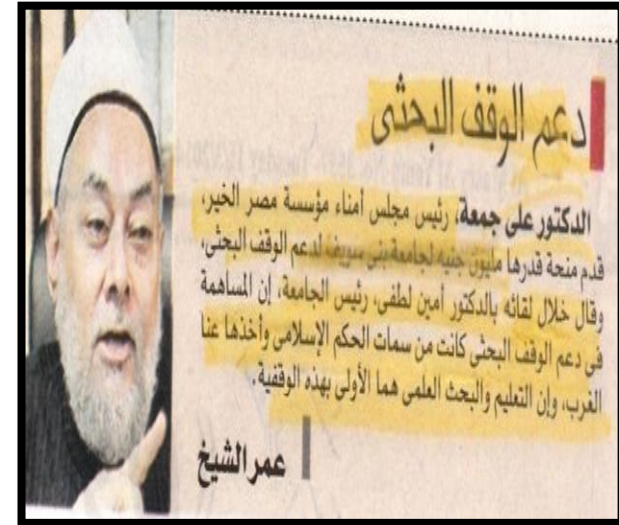 دعم الوقف البحثى
الدكتور على جمعة، رئيس مجلس أمناء مؤسسة مصر الخير،
قدم منحة قدرها مليون جنيه لجامعة بنى سويف لدعم الوقف البحثى،
وقال خلال لقائه بالدكتور أمين لطفى، رئيس الجامعة، إن المساهمة
فى دعم الوقف البحثى كانت من سمات الحكم الإسلامى وأخذها عنا
الغرب، وإن التعليم والبحث العلمى هما الأولى بهذه الوقفية.
عمر الشيخ